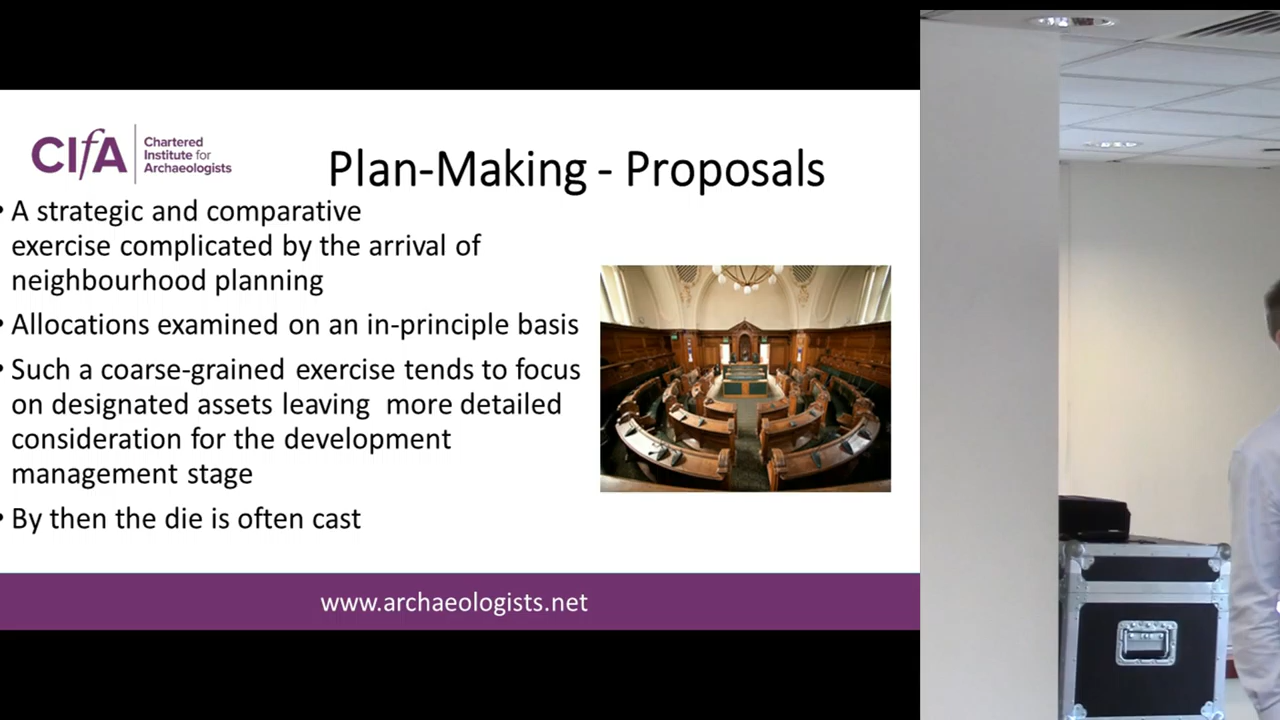 CIfA
Chartered
Institute for
Archaeologists
Plan-Making - Proposals
• A strategic and comparative
exercise complicated by the arrival of
neighbourhood planning
• Allocations examined on an in-principle basis
• Such a coarse-grained exercise tends to focus
on designated assets leaving more detailed
consideration for the development
management stage
• By then the die is often cast
www.archaeologists.net